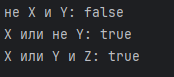 не X и Y: false
X или не Y: true
X или Y и Z: true